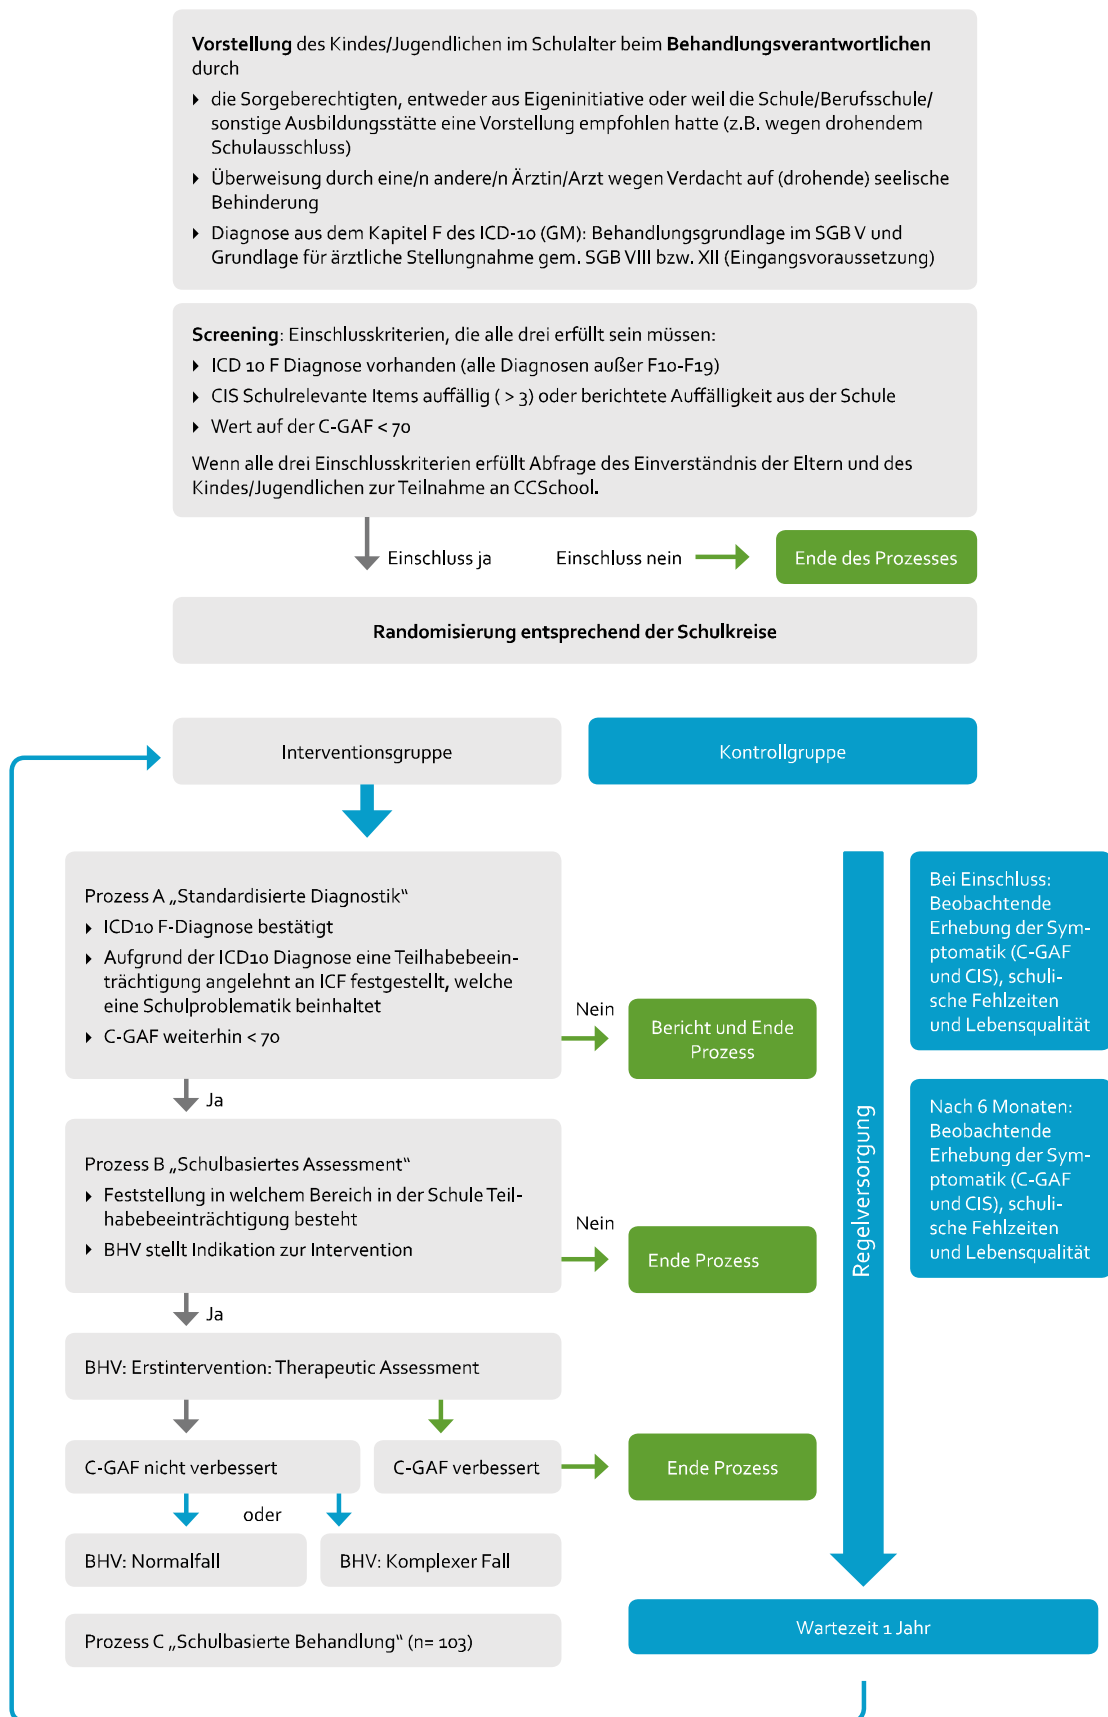 Vorstellung des Kindes/Jugendlichen im Schulalter beim Behandlungsverantwortlichen
durch
‣ die Sorgeberechtigten, entweder aus Eigeninitiative oder weil die Schule/Berufsschule/
sonstige Ausbildungsstätte eine Vorstellung empfohlen hatte (z.B. wegen drohendem
Schulausschluss)
‣ Überweisung durch eine/n andere/n Ärztin/Arzt wegen Verdacht auf (drohende) seelische
Behinderung
‣ Diagnose aus dem Kapitel F des ICD-10 (GM): Behandlungsgrundlage im SGB V und
Grundlage für ärztliche Stellungnahme gem. SGB VIII bzw. XII (Eingangsvoraussetzung)
Screening: Einschlusskriterien, die alle drei erfüllt sein müssen:
‣ ICD 10 F Diagnose vorhanden (alle Diagnosen außer F10-F19)
‣ CIS Schulrelevante Items auffällig ( > 3) oder berichtete Auffälligkeit aus der Schule
‣ Wert auf der C-GAF < 70
Wenn alle drei Einschlusskriterien erfüllt Abfrage des Einverständnis der Eltern und des
Kindes/Jugendlichen zur Teilnahme an CCSchool.
Einschluss ja
Einschluss nein
Ende des Prozesses
Randomisierung entsprechend der Schulkreise
Interventionsgruppe
Kontrollgruppe
Prozess A „Standardisierte Diagnostik“
‣ ICD10 F-Diagnose bestätigt
‣ Aufgrund der ICD10 Diagnose eine Teilhabebeein-
trächtigung angelehnt an ICF festgestellt, welche
eine Schulproblematik beinhaltet
‣ C-GAF weiterhin < 70
Nein
Bericht und Ende
Prozess
Ja
Prozess B „Schulbasiertes Assessment“
‣ Feststellung in welchem Bereich in der Schule Teil-
habebeeinträchtigung besteht
‣ BHV stellt Indikation zur Intervention
Nein
Ende Prozess
Ja
BHV: Erstintervention: Therapeutic Assessment
C-GAF nicht verbessert
C-GAF verbessert
Ende Prozess
oder
BHV: Normalfall
BHV: Komplexer Fall
Prozess C „Schulbasierte Behandlung“ (n= 103)
Regelversorgung
Bei Einschluss:
Beobachtende
Erhebung der Sym-
ptomatik (C-GAF
und CIS), schuli-
sche Fehlzeiten
und Lebensqualität
Nach 6 Monaten:
Beobachtende
Erhebung der Sym-
ptomatik (C-GAF
und CIS), schuli-
sche Fehlzeiten
und Lebensqualität
Wartezeit 1 Jahr